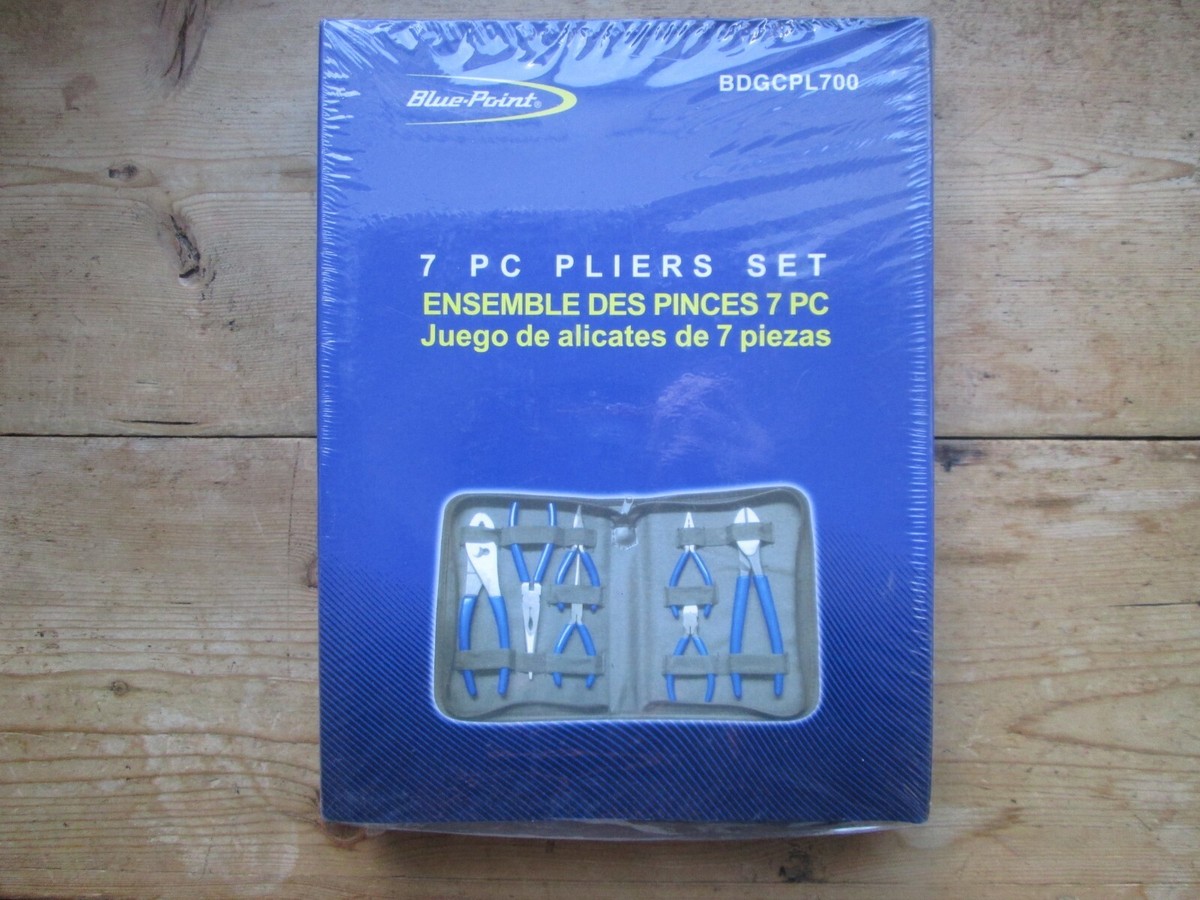 Blue-Point®
BDGCPL700
7 PC PLIERS SET
ENSEMBLE DES PINCES 7 PC
Juego de alicates de 7 piezas